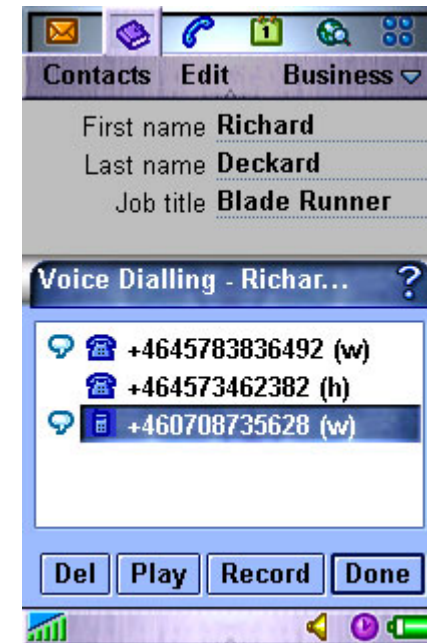 1
Contacts Edit Business
First name Richard
Last name Deckard
Job title Blade Runner
Voice Dialling - Richar... ?
+4645783836492 (w)
+464573462382 (h)
+460708735628 (w)
Del Play Record Done